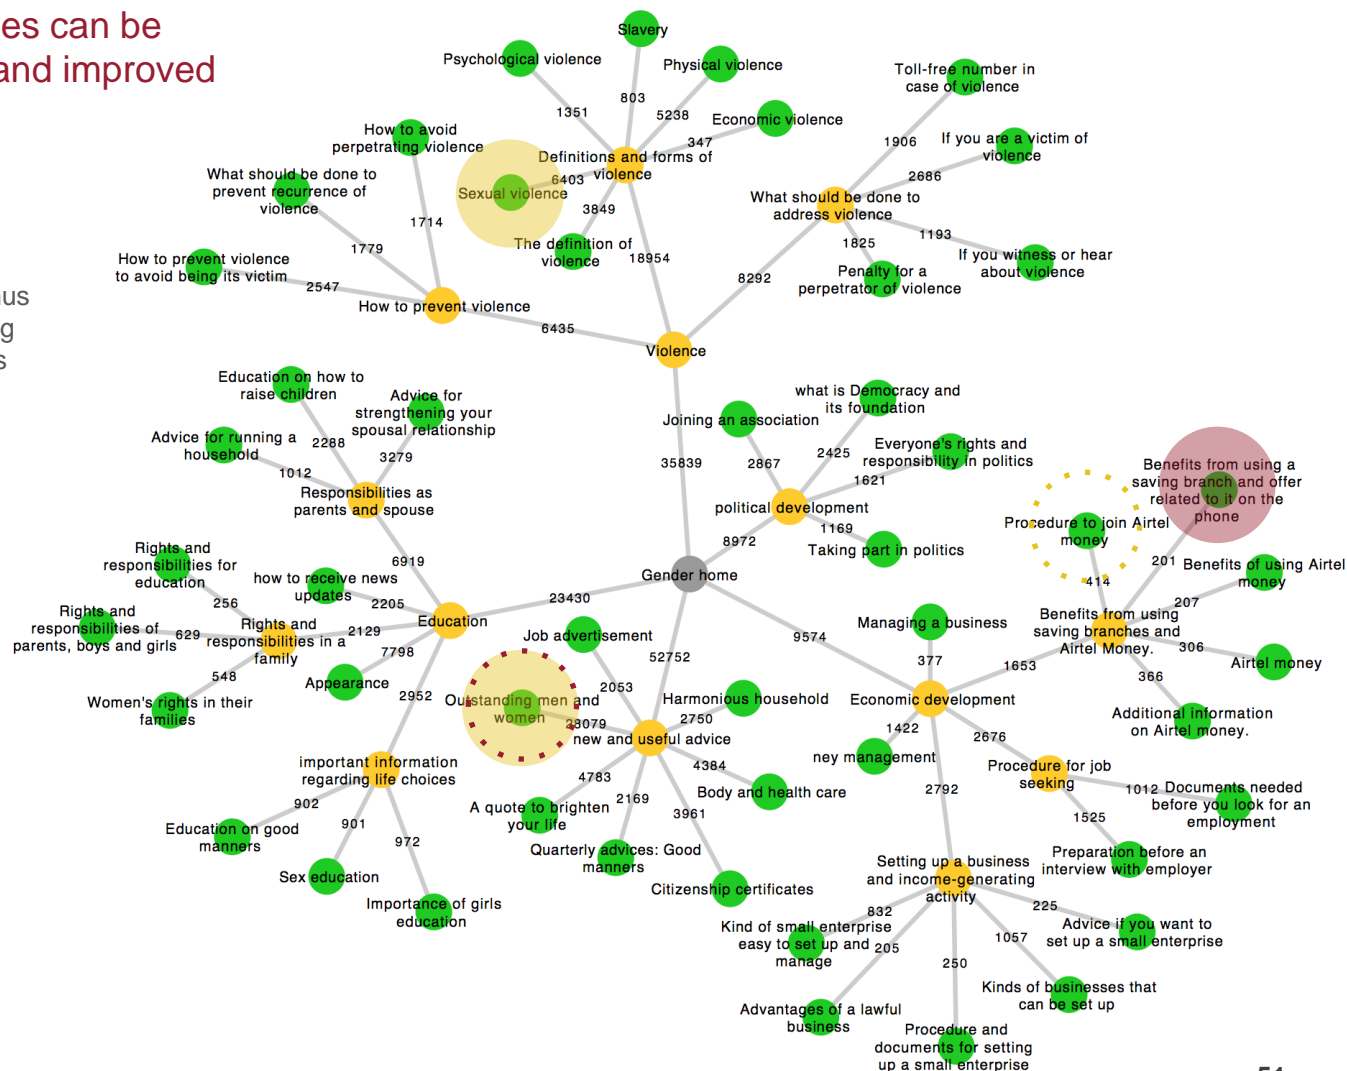 es can be
and improved
nus
g
s
Slavery
Psychological violence
Physical violence
803
1351
5238
Economic violence
347
How to avoid
perpetrating violence
Definitions and forms of
violence
6403
Sexual violence
3849
What should be done to
prevent recurrence of
violence
1714
The definition of
violence
18954
1779
How to prevent violence
to avoid being its victim
2547
How to prevent violence
6435
Violence
Toll-free number in
case of violence
1906
If you are a victim of
violence
2686
What should be done to
address violence
1193
1825
If you witness or hear
about violence
Penalty for a
perpetrator of violence
8292
Education on how to
raise children
Advice for
strengthening your
spousal relationship
Advice for running a
household
2288
3279
1012
Responsibilities as
parents and spouse
6919
what is Democracy and
its foundation
Joining an association
Everyone's rights and
responsibility in politics
2425
2867
1621
35839
political development
1169
8972
Taking part in politics
Gender home
Benefits from using a
saving branch and offer
related to it on the
phone
Procedure to join Airtel
money
201
414
Benefits of using Airtel
money
207
Benefits from using
saving branches and
Airtel Money.
306
Airtel money
366
Additional information
on Airtel money.
Rights and
responsibilities for
education
how to receive news
updates
2205
256
Rights and
responsibilities of
parents, boys and girls
629
Rights and
responsibilities in a
family
2129
Education
23430
548
7798
Appearance
Women's rights in their
families
2952
Job advertisement
52752
9574
Managing a business
377
1653
2053
Outstanding men and
women
28079
Harmonious household
2750
new and useful advice
Economic development
1422
2676
ney management
2792
Procedure for job
seeking
1012
Documents needed
before you look for an
employment
1525
Preparation before an
interview with employer
important information
regarding life choices
902
901
972
Education on good
manners
Sex education
Importance of girls
education
4783
4384
Body and health care
2169
3961
A quote to brighten
your life
Quarterly advices: Good
manners
Citizenship certificates
Setting up a business
and income-generating
activity
832
225
Kind of small enterprise
easy to set up and
manage
205
1057
Advice if you want to
set up a small enterprise
250
Kinds of businesses that
can be set up
Advantages of a lawful
business
Procedure and
documents for setting
up a small enterprise